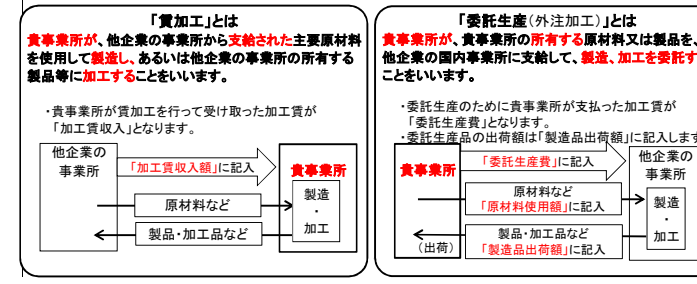 「賃加工」とは
貴事業所が、他企業の事業所から支給された主要原材料
を使用して製造し、あるいは他企業の事業所の所有する
製品等に加工することをいいます。
・貴事業所が賃加工を行って受け取った加工賃が
「加工賃収入」となります。
他企業の
事業所
「加工賃収入額」に記入
貴事業所
原材料など
製造
・
加工
製品・加工品など
「委託生産(外注加工)」とは
貴事業所が、貴事業所の所有する原材料又は製品を、
他企業の国内事業所に支給して、製造、加工を委託す
ことをいいます。
・委託生産のために貴事業所が支払った加工賃が
「委託生産費」となります。
・委託生産品の出荷額は「製造品出荷額」に記入します
貴事業所
「委託生産費」に記入
他企業の
事業所
原材料など
「原材料使用額」に記入
製造
・
加工
製品・加工品など
「製造品出荷額」に記入
(出荷)